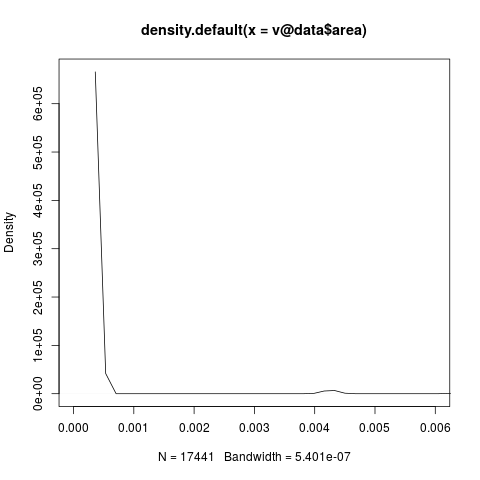 density.default(x = v@data$area)
Density
6e+05
5e+05
4e+05
3e+05
2e+05
1e+05
0e+00
0.000 0.001 0.002 0.003 0.004 0.005 0.006
N = 17441 Bandwidth = 5.401e-07